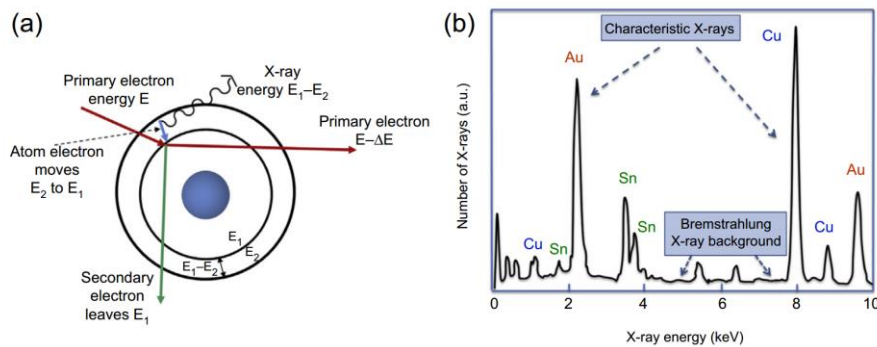 (a)
Primary electron
energy E
X-ray
energy E₁–E₂
Primary electron
E–ΔE
Atom electron
moves
E₂ to E₁
E₁
E₂
E₁–E₂
Secondary
electron
leaves E₁
(b)
Characteristic X-rays
Cu
Au
Sn
Sn
Au
Bremstrahlung
X-ray background
Cu
Sn
Cu
Number of X-rays (a.u.)
0 2 4 6 8 10
X-ray energy (keV)